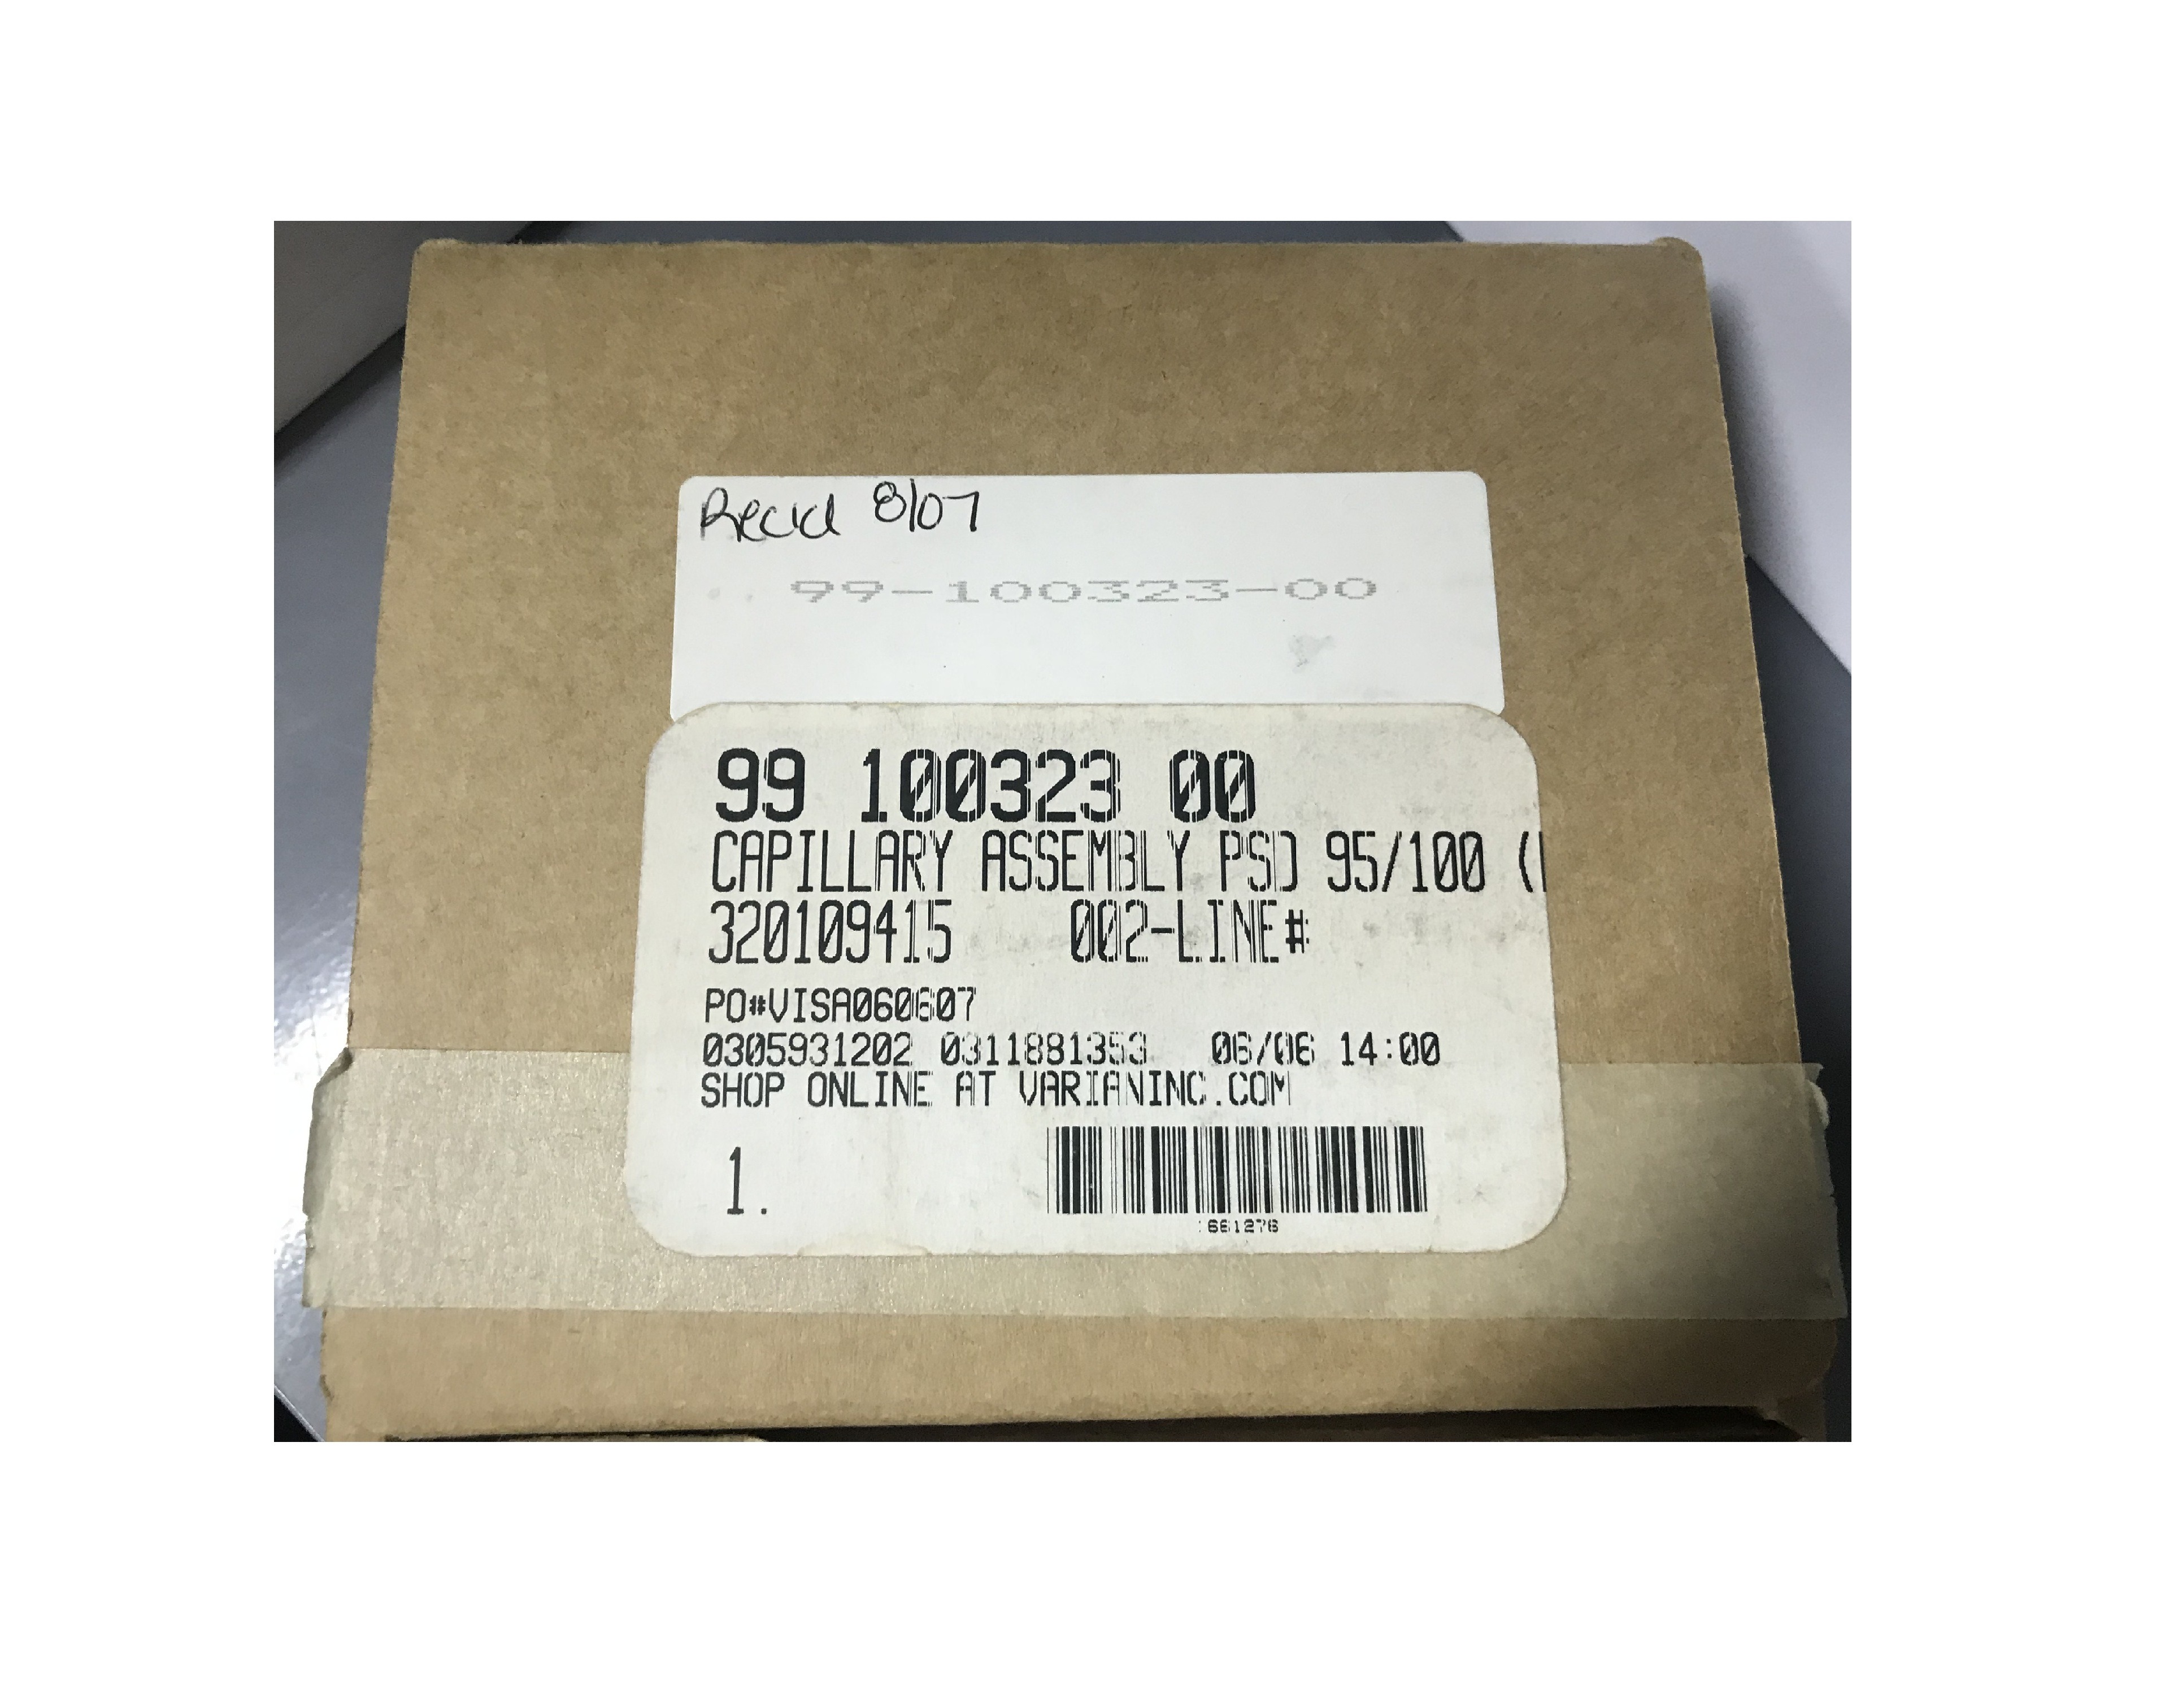 Recd 8/07
99-100323-00
99 100323 00
CAPILLARY ASSEMBLY PSD 95/100 (
320109415 002-LINE#
PO#VISA060607
0305931202 0311881353 06/06 14:00
SHOP ONLINE AT VARIANINC.COM
1.
661276